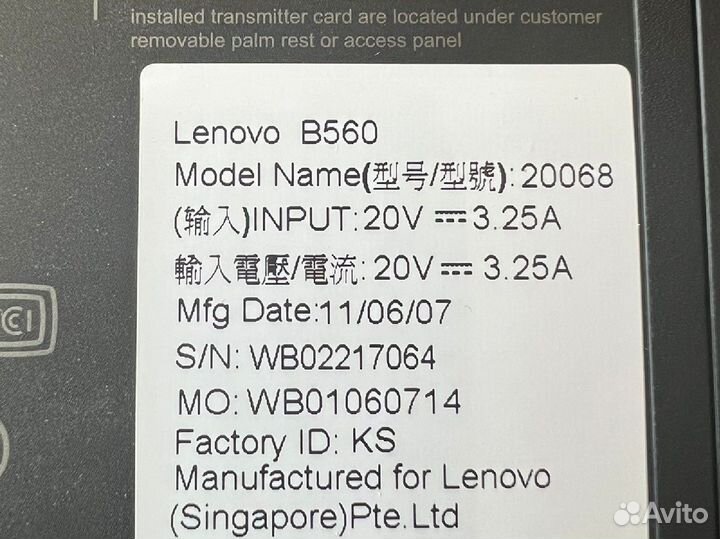 installed transmitter card are located under customer
removable palm rest or access panel
Lenovo B560
Model Name(型号/型號): 20068
(输入)INPUT: 20V ⎓ 3.25A
輸入電壓/電流: 20V ⎓ 3.25A
Mfg Date:11/06/07
S/N: WB02217064
MO: WB01060714
Factory ID: KS
Manufactured for Lenovo
(Singapore)Pte.Ltd
CI
Avito